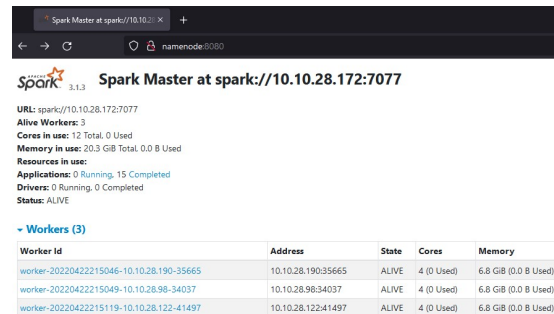 Spark Master at spark://10.10.28
namenode:8080
APACHE Spark 3.1.3 Spark Master at spark://10.10.28.172:7077
URL: spark://10.10.28.172:7077
Alive Workers: 3
Cores in use: 12 Total, 0 Used
Memory in use: 20.3 GiB Total, 0.0 B Used
Resources in use:
Applications: 0 Running, 15 Completed
Drivers: 0 Running, 0 Completed
Status: ALIVE
Workers (3)
Worker Id Address State Cores Memory
worker-20220422215046-10.10.28.190-35665 10.10.28.190:35665 ALIVE 4 (0 Used) 6.8 GiB (0.0 B Used)
worker-20220422215049-10.10.28.98-34037 10.10.28.98:34037 ALIVE 4 (0 Used) 6.8 GiB (0.0 B Used)
worker-20220422215119-10.10.28.122-41497 10.10.28.122:41497 ALIVE 4 (0 Used) 6.8 GiB (0.0 B Used)